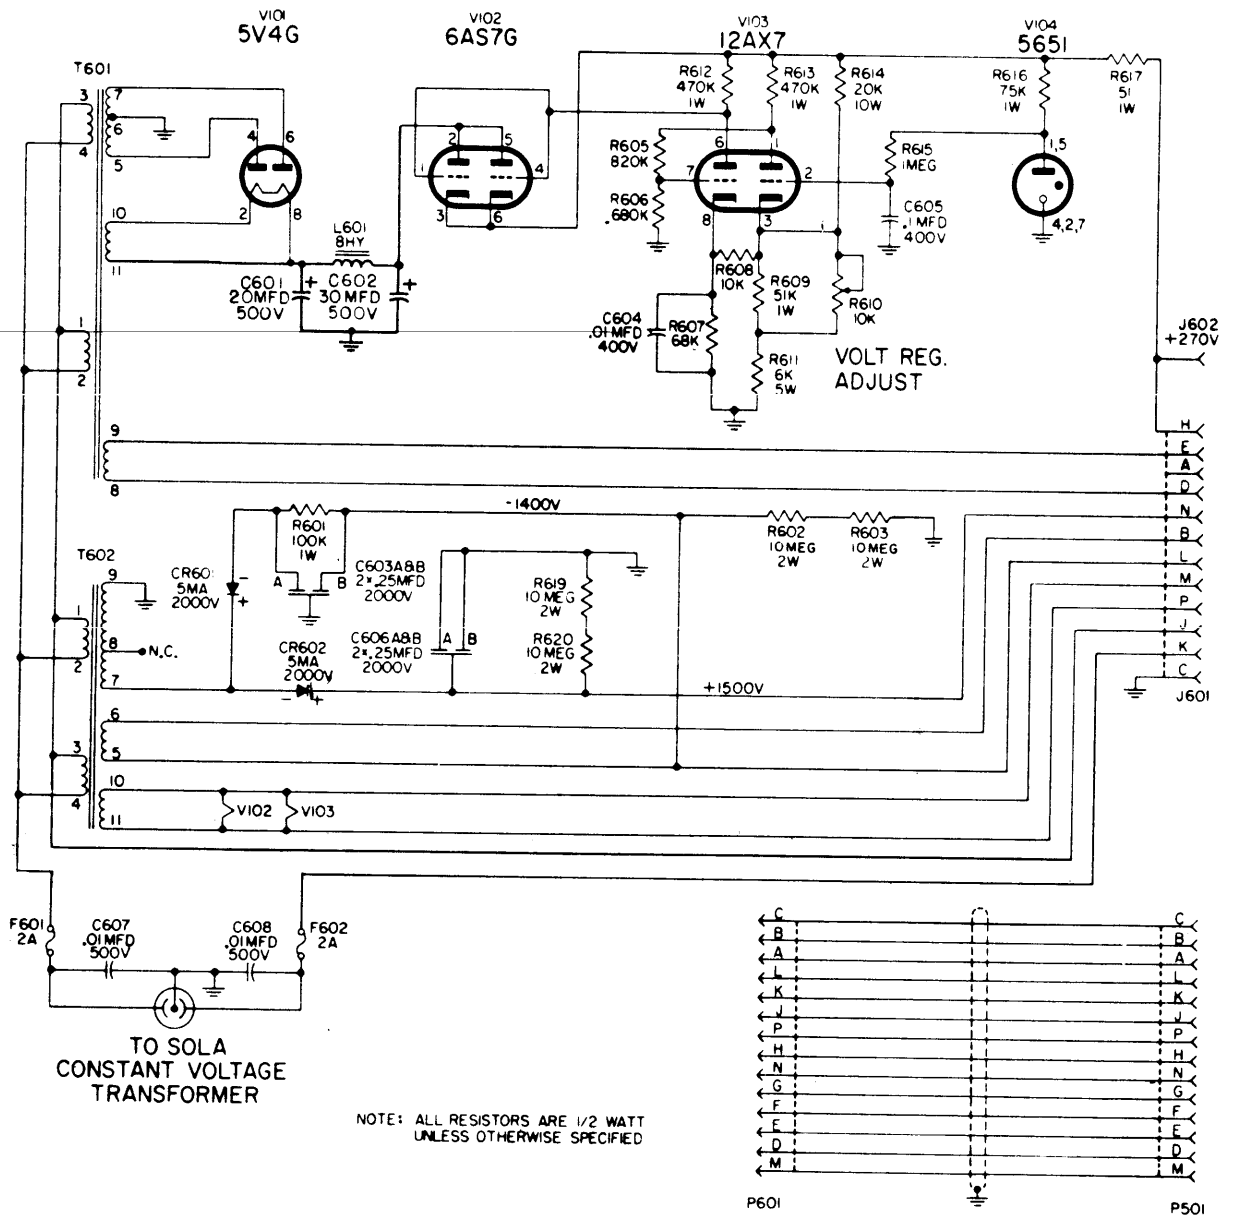 V101
5V4G
V102
6AS7G
V103
12AX7
V104
5651
T601
3
4
7
6
5
10
11
1
2
9
8
4
6
2
8
L601
8HY
C601
20MFD
500V
+
C602
30MFD
500V
+
2
5
1
4
3
6
R612
470K
1W
R613
470K
1W
R614
20K
10W
R616
75K
1W
R617
51
1W
R605
820K
R606
680K
6
1
7
2
8
3
R615
1MEG
1,5
4,2,7
C605
.1MFD
400V
R608
10K
R609
51K
1W
R610
10K
C604
.01MFD
400V
R607
68K
R611
6K
5W
VOLT REG.
ADJUST
J602
+270V
H
E
A
D
N
B
L
M
P
J
K
C
J601
-1400V
R601
100K
1W
R602
10MEG
2W
R603
10MEG
2W
T602
9
8
N.C.
7
6
5
10
11
1
2
3
4
CR601
5MA
2000V
-
+
A
B
C603A&B
2x.25MFD
2000V
CR602
5MA
2000V
-
+
C606A&B
2x.25MFD
2000V
A
B
R619
10MEG
2W
R620
10MEG
2W
+1500V
V102
V103
F601
2A
C607
.01MFD
500V
C608
.01MFD
500V
F602
2A
TO SOLA
CONSTANT VOLTAGE
TRANSFORMER
NOTE: ALL RESISTORS ARE 1/2 WATT
UNLESS OTHERWISE SPECIFIED
C C
B B
A A
L L
K K
J J
P P
H H
N N
G G
F F
E E
D D
M M
P601
P501